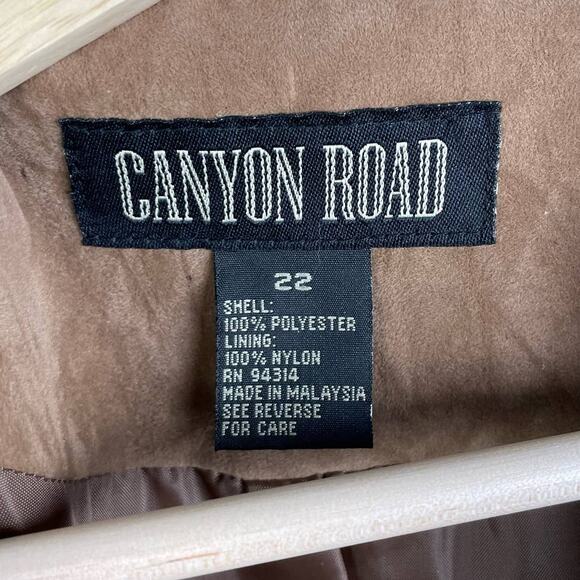 CANYON ROAD
22
SHELL:
100% POLYESTER
LINING:
100% NYLON
RN 94314
MADE IN MALAYSIA
SEE REVERSE
FOR CARE